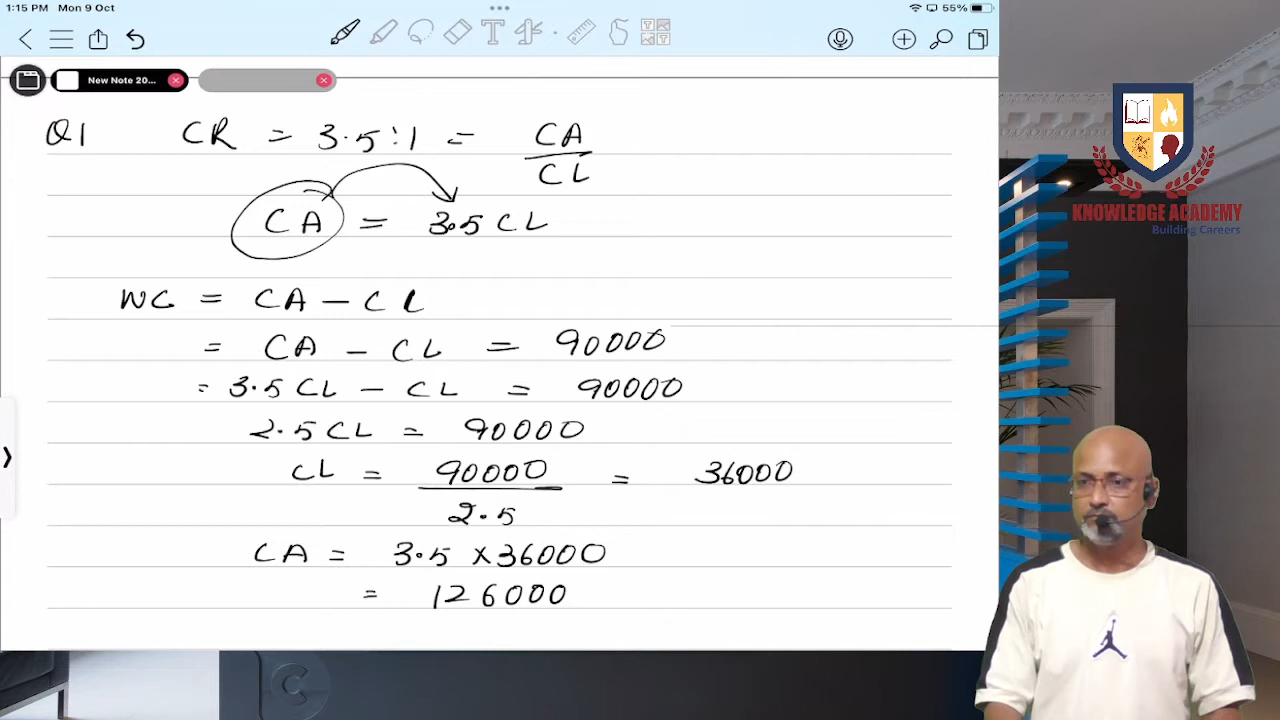 1:15 PM Mon 9 Oct
55%
New Note 20...
Q1 CR = 3.5:1 = CA
CL
CA = 3.5 CL
WC = CA - CL
= CA - CL = 90000
= 3.5 CL - CL = 90000
2.5 CL = 90000
CL = 90000 = 36000
2.5
CA = 3.5 x 36000
= 126000
KNOWLEDGE ACADEMY
Building Careers